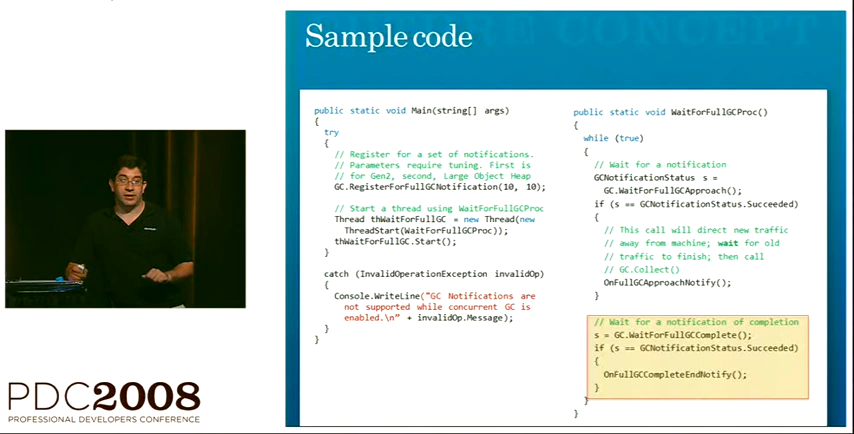 Sample code
public static void Main(string[] args)
{
try
{
// Register for a set of notifications.
// Parameters require tuning. First is
// for Gen2, second, Large Object Heap
GC.RegisterForFullGCNotification(10, 10);
// Start a thread using WaitForFullGCProc
Thread thWaitForFullGC = new Thread(new
ThreadStart(WaitForFullGCProc));
thWaitForFullGC.Start();
}
catch (InvalidOperationException invalidOp)
{
Console.WriteLine("GC Notifications are
not supported while concurrent GC is
enabled.\n" + invalidOp.Message);
}
}
public static void WaitForFullGCProc()
{
while (true)
{
// Wait for a notification
GCNotificationStatus s =
GC.WaitForFullGCApproach();
if (s == GCNotificationStatus.Succeeded)
{
// This call will direct new traffic
// away from machine; wait for old
// traffic to finish; then call
// GC.Collect()
OnFullGCApproachNotify();
}
// Wait for a notification of completion
s = GC.WaitForFullGCComplete();
if (s == GCNotificationStatus.Succeeded)
{
OnFullGCCompleteEndNotify();
}
}
}
PDC2008
PROFESSIONAL DEVELOPERS CONFERENCE